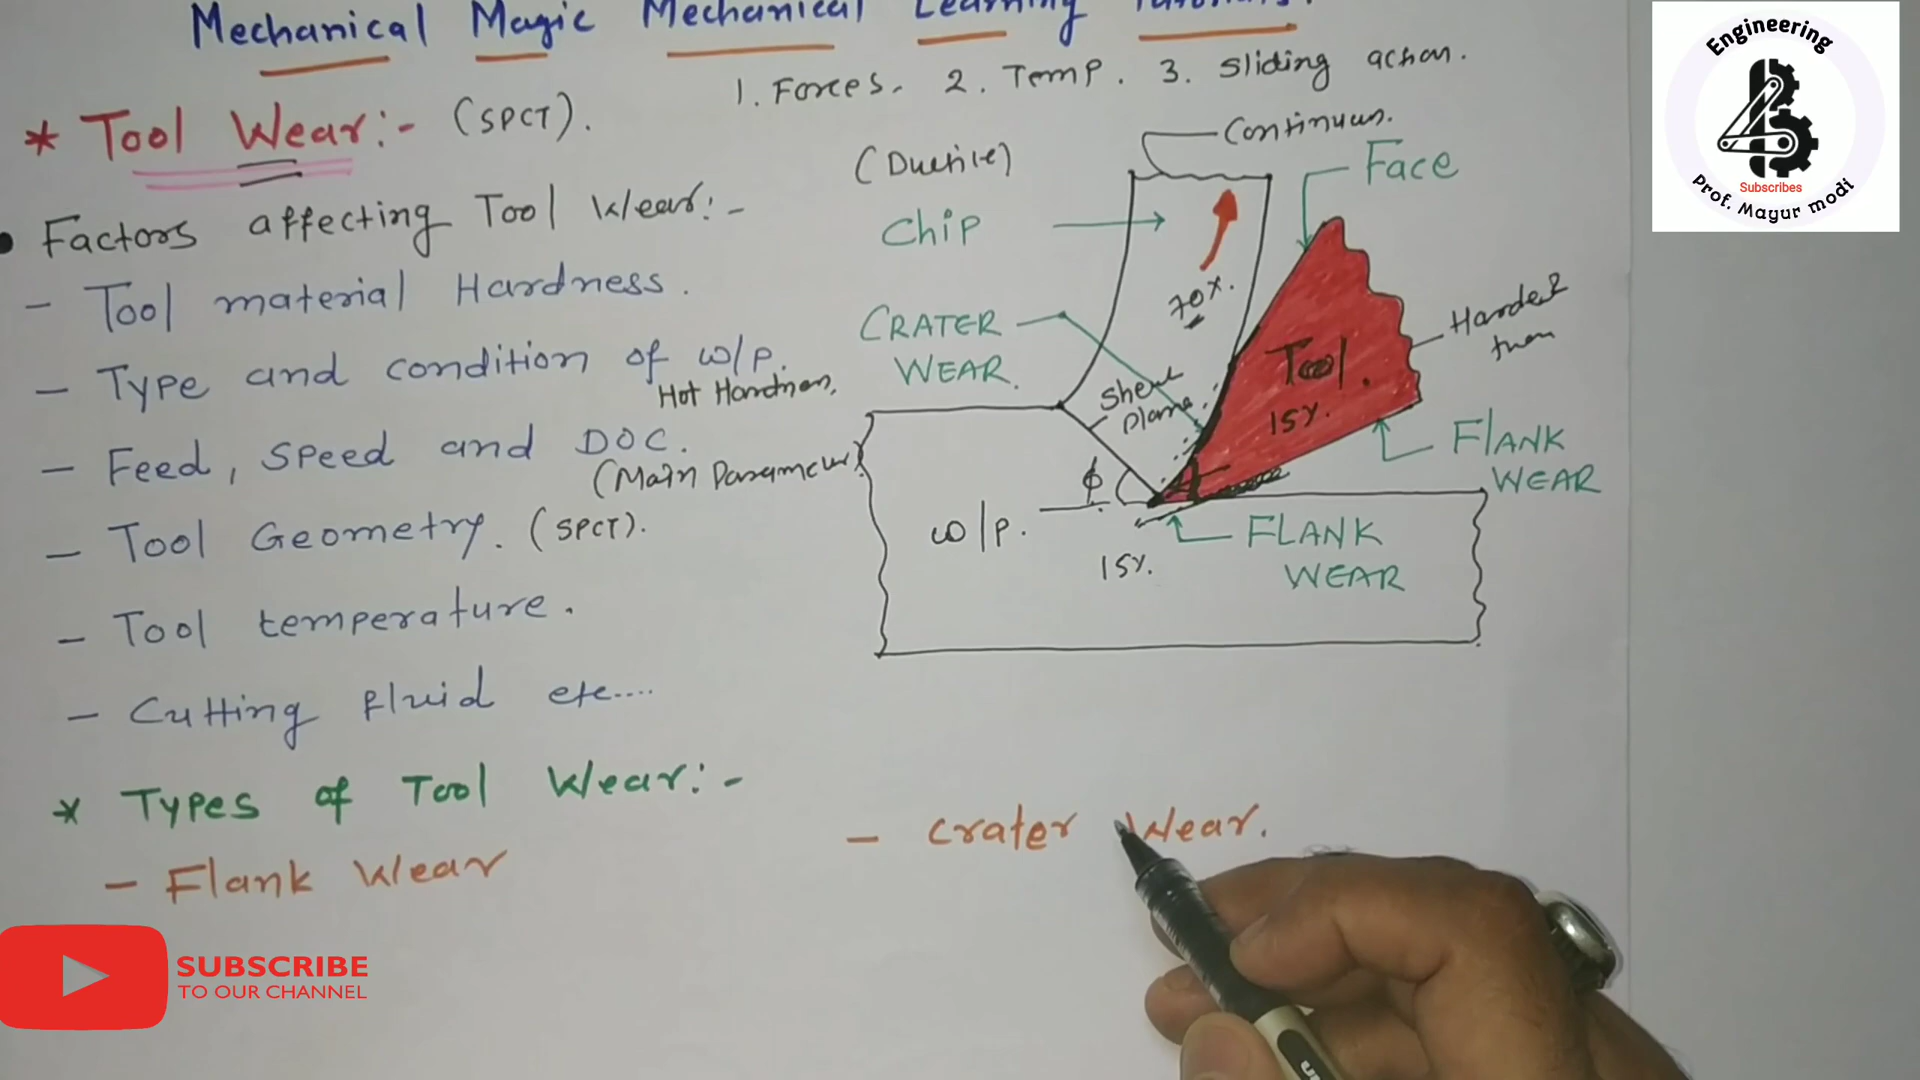 Mechanical Magic Mechanical Learning Tutorials.
* Tool Wear:- (SPCT).
1. Forces. 2. Temp. 3. Sliding action.
• Factors affecting Tool Wear:-
- Tool material Hardness.
- Type and condition of w/p.
Hot Hardness.
- Feed, Speed and DOC.
(Main Parameter)
- Tool Geometry. (SPCT).
- Tool temperature.
- Cutting fluid etc....
* Types of Tool Wear:-
- Flank Wear
- Crater Wear.
Continuous.
(Ductile)
Chip
Face
70%.
CRATER
WEAR.
Shear
Plane.
Tool.
15%.
Harder
than
FLANK
WEAR
ϕ
w/p.
15%.
FLANK
WEAR
Engineering
Subscribes
Prof. Mayur modi
SUBSCRIBE
TO OUR CHANNEL